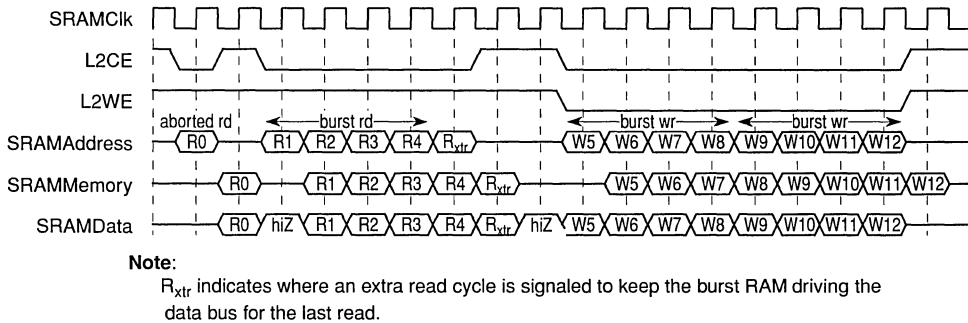 SRAMClk
L2CE
L2WE
aborted rd burst rd burst wr burst wr
SRAMAddress R0 R1 R2 R3 R4 Rxtr W5 W6 W7 W8 W9 W10 W11 W12
SRAMMemory R0 R1 R2 R3 R4 Rxtr W5 W6 W7 W8 W9 W10 W11 W12
SRAMData R0 hiZ R1 R2 R3 R4 Rxtr hiZ W5 W6 W7 W8 W9 W10 W11 W12
Note:
Rxtr indicates where an extra read cycle is signaled to keep the burst RAM driving the
data bus for the last read.